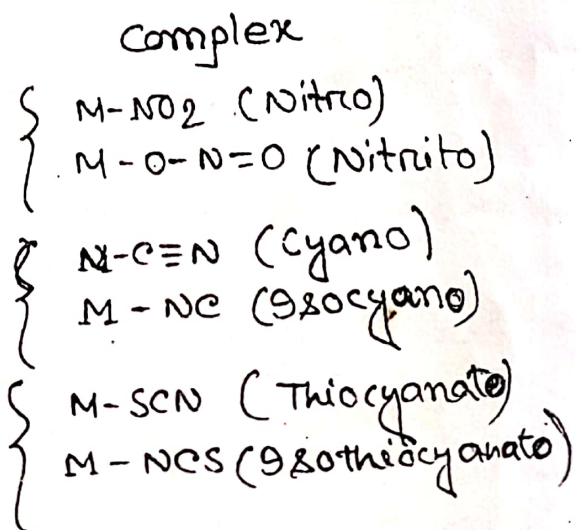 Complex
M-NO2 (Nitro)
M-O-N=O (Nitrito)
M-C≡N (Cyano)
M-NC (Isocyano)
M-SCN (Thiocyanato)
M-NCS (Isothiocyanato)